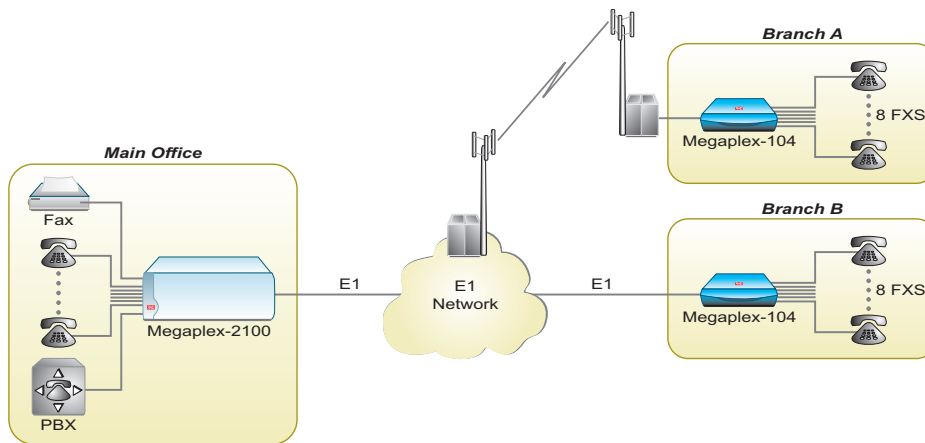 Branch A
8 FXS
Megaplex-104
Main Office
Fax
Megaplex-2100
PBX
E1
E1
Network
E1
Branch B
8 FXS
Megaplex-104